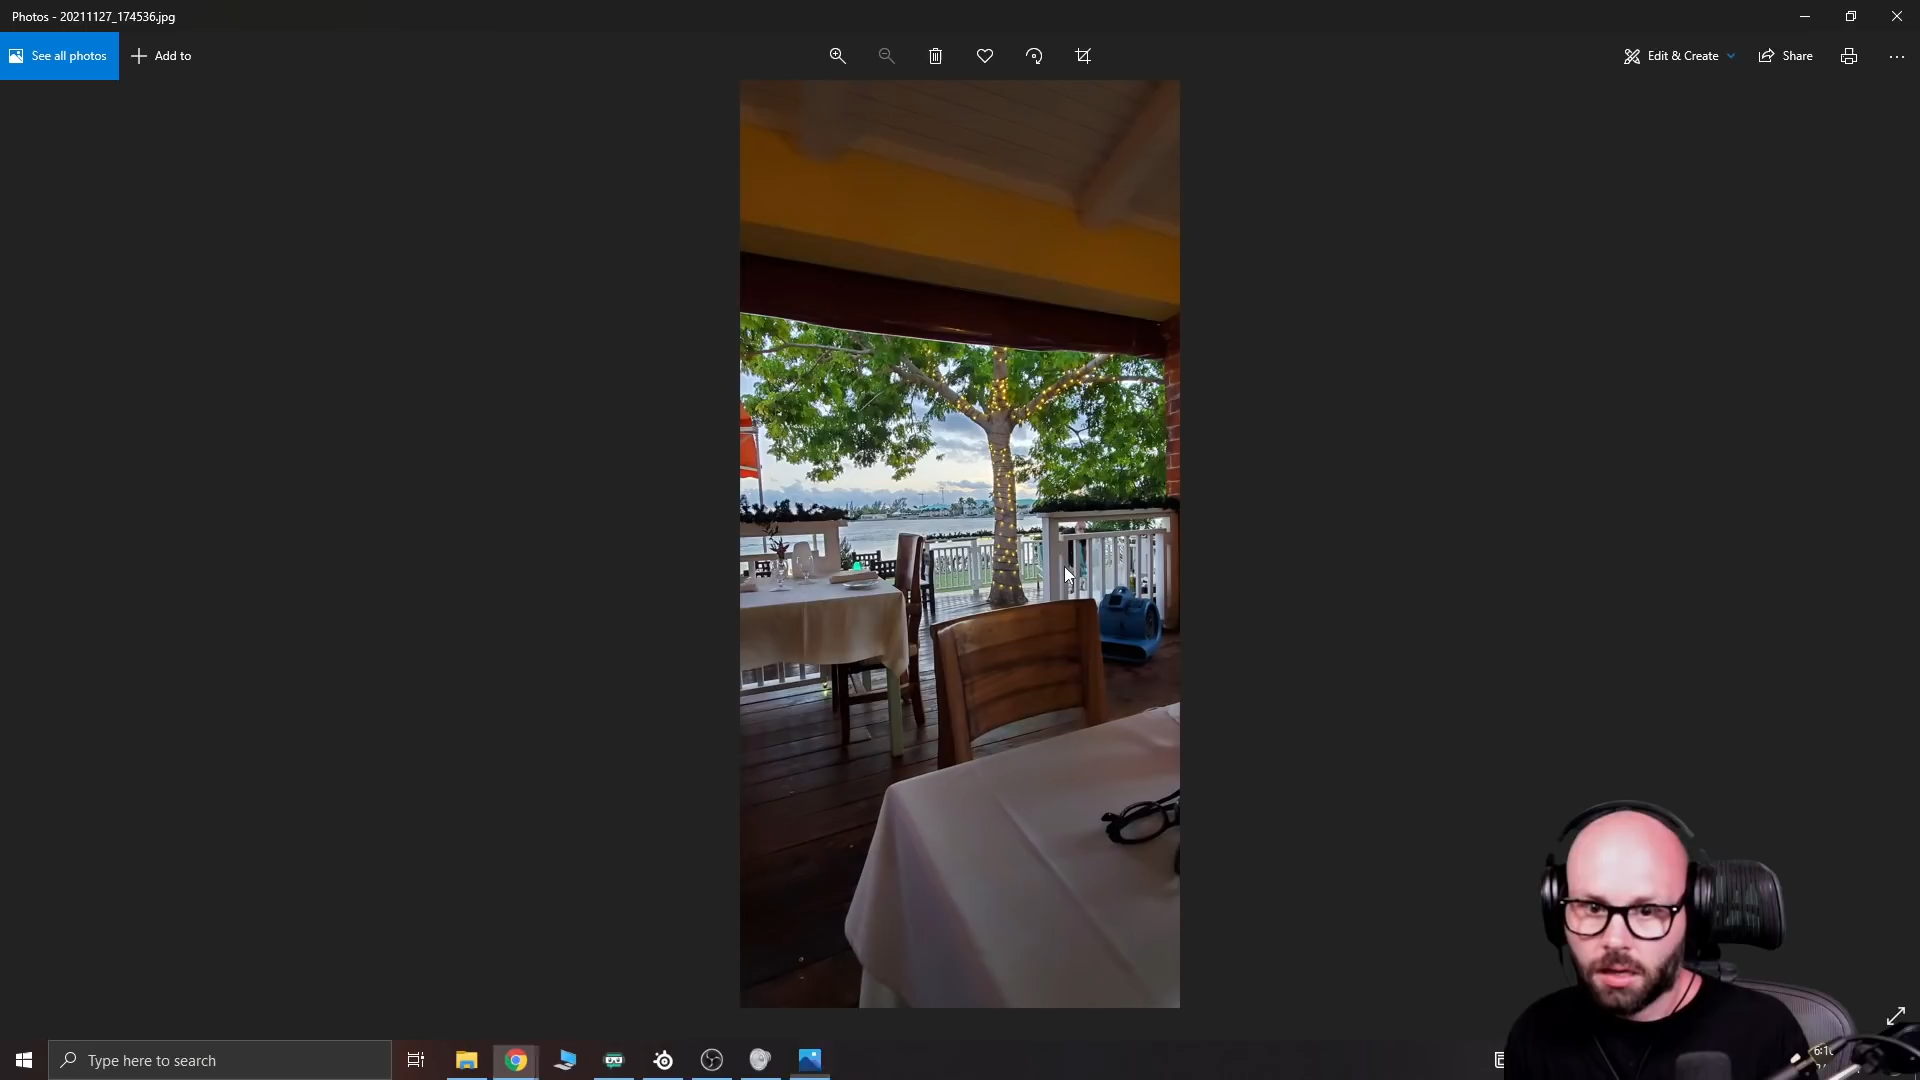 Photos - 20211127_174536.jpg
See all photos
Add to
Edit & Create
Share
Type here to search